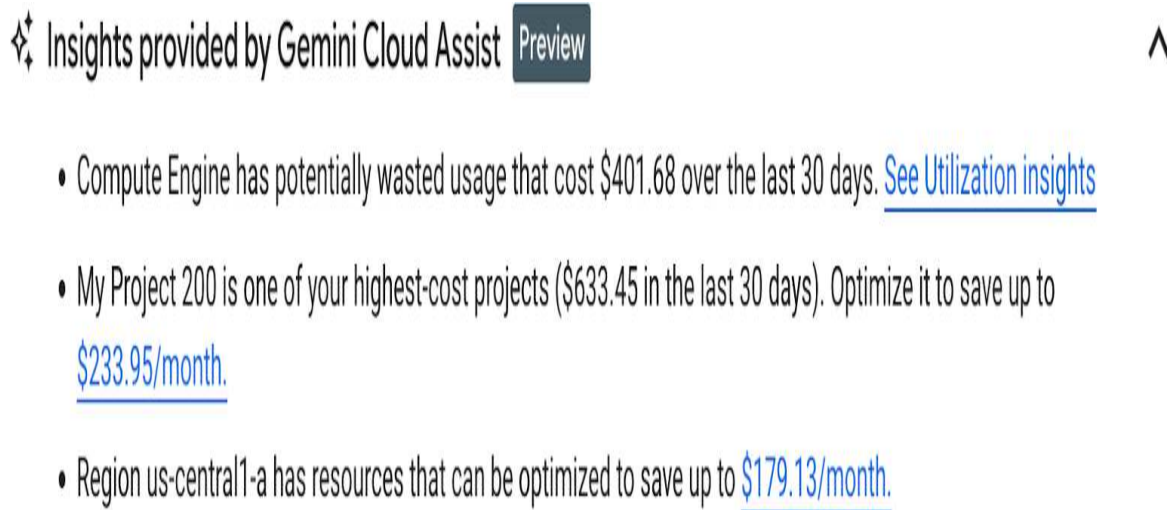 Insights provided by Gemini Cloud Assist Preview
• Compute Engine has potentially wasted usage that cost $401.68 over the last 30 days. See Utilization insights
• My Project 200 is one of your highest-cost projects ($633.45 in the last 30 days). Optimize it to save up to
$233.95/month.
• Region us-central1-a has resources that can be optimized to save up to $179.13/month.